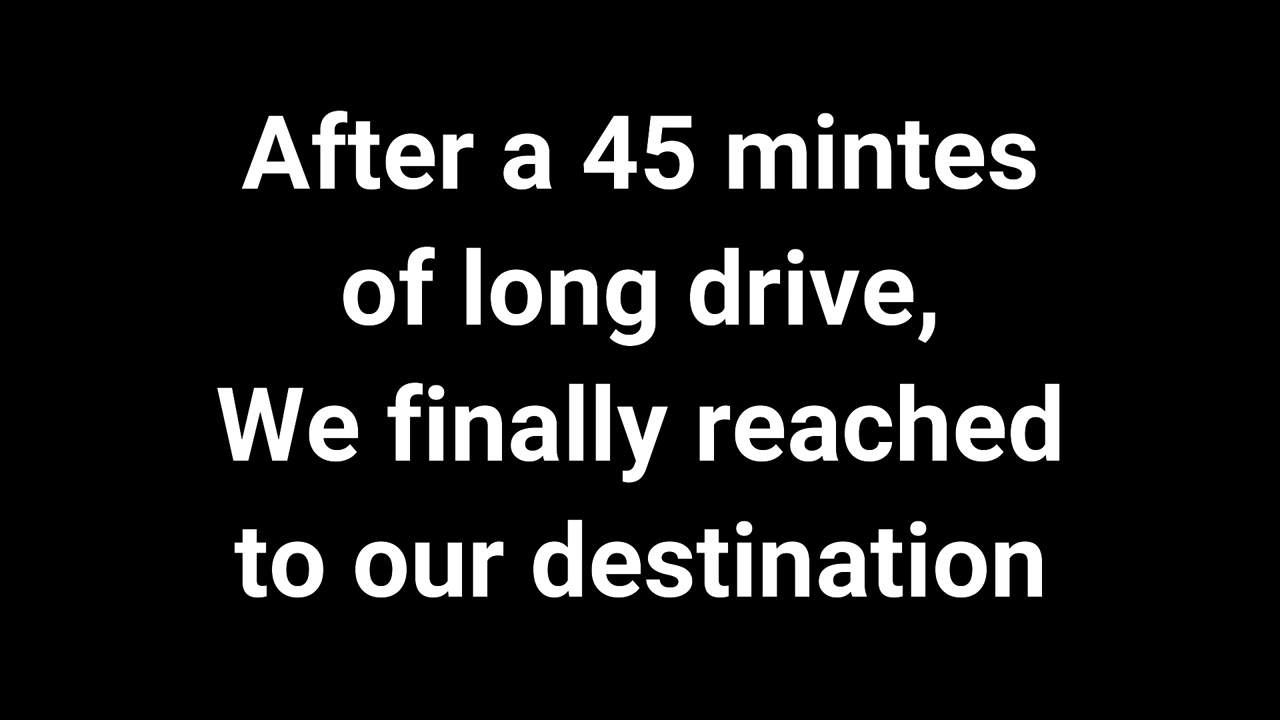 After a 45 mintes
of long drive,
We finally reached
to our destination